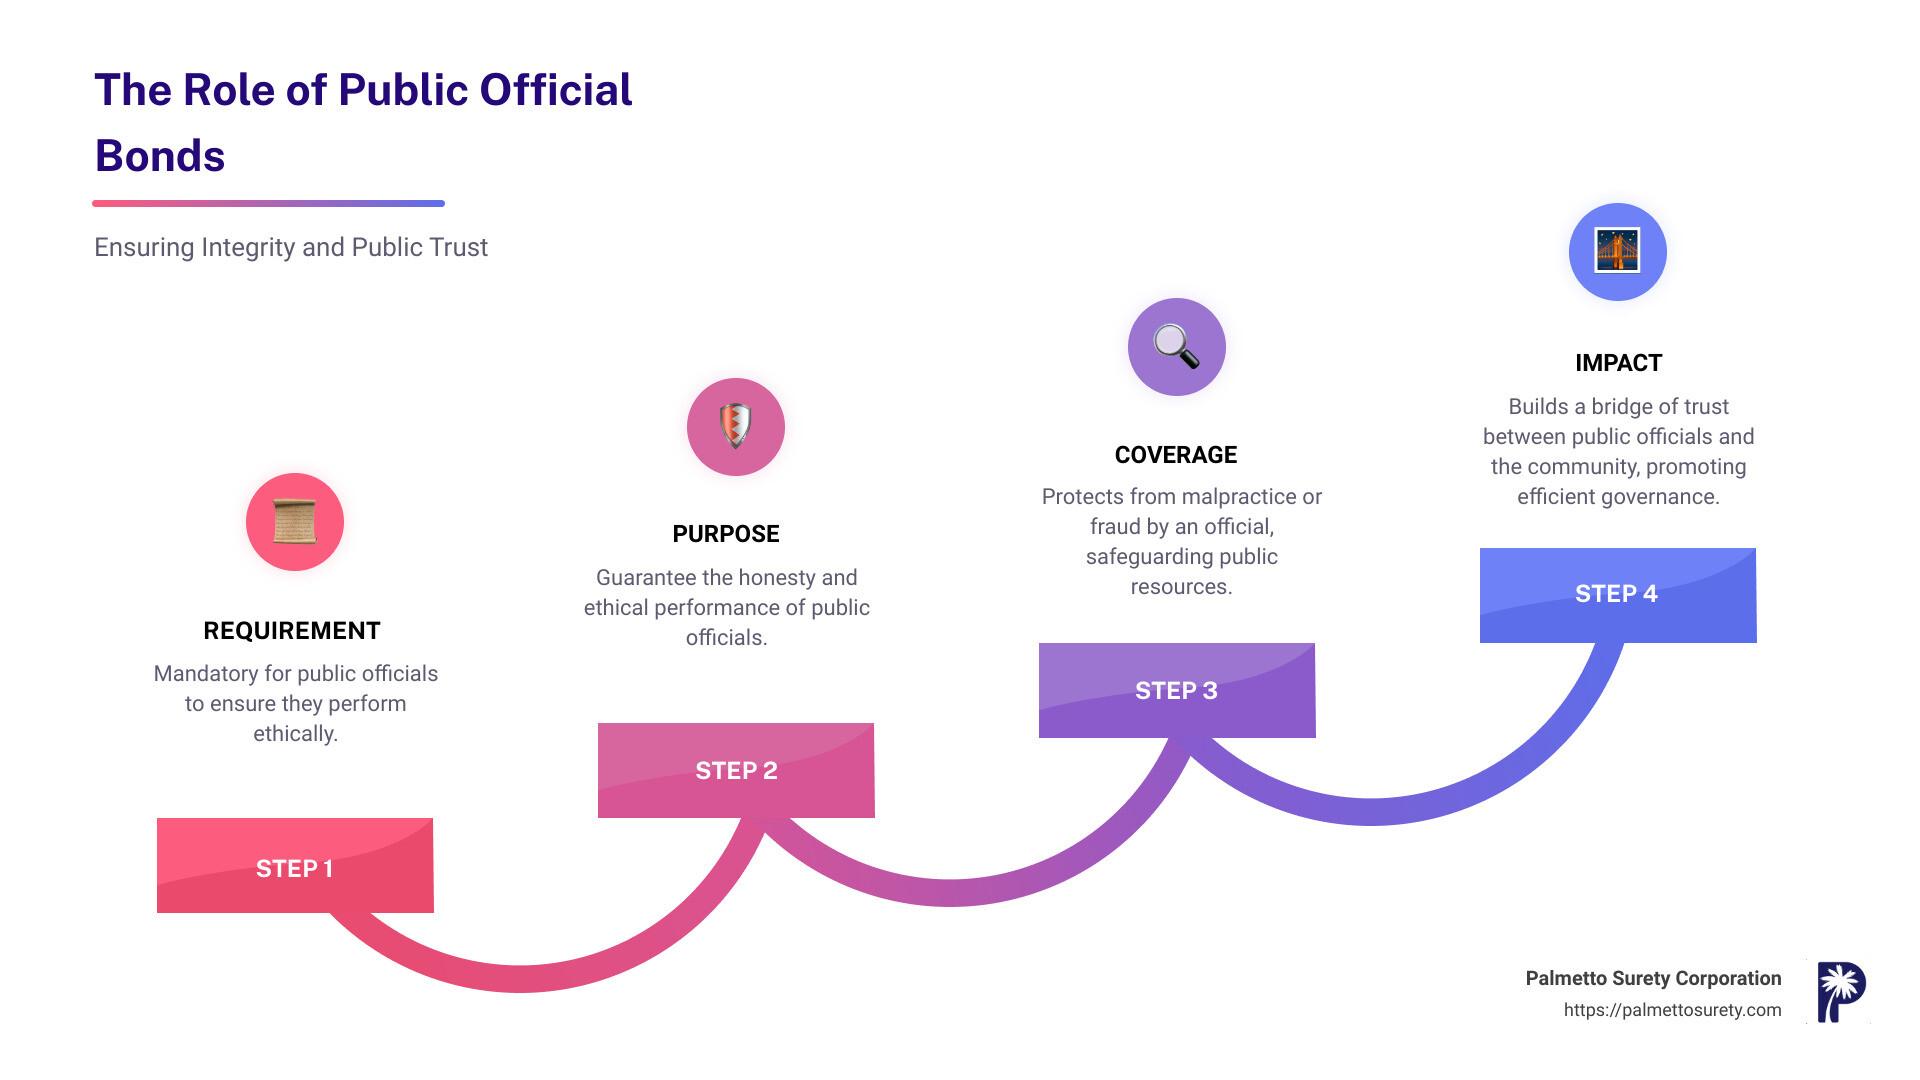 The Role of Public Official
Bonds
Ensuring Integrity and Public Trust
REQUIREMENT
Mandatory for public officials
to ensure they perform
ethically.
STEP 1
PURPOSE
Guarantee the honesty and
ethical performance of public
officials.
STEP 2
COVERAGE
Protects from malpractice or
fraud by an official,
safeguarding public
resources.
STEP 3
IMPACT
Builds a bridge of trust
between public officials and
the community, promoting
efficient governance.
STEP 4
Palmetto Surety Corporation
https://palmettosurety.com
P